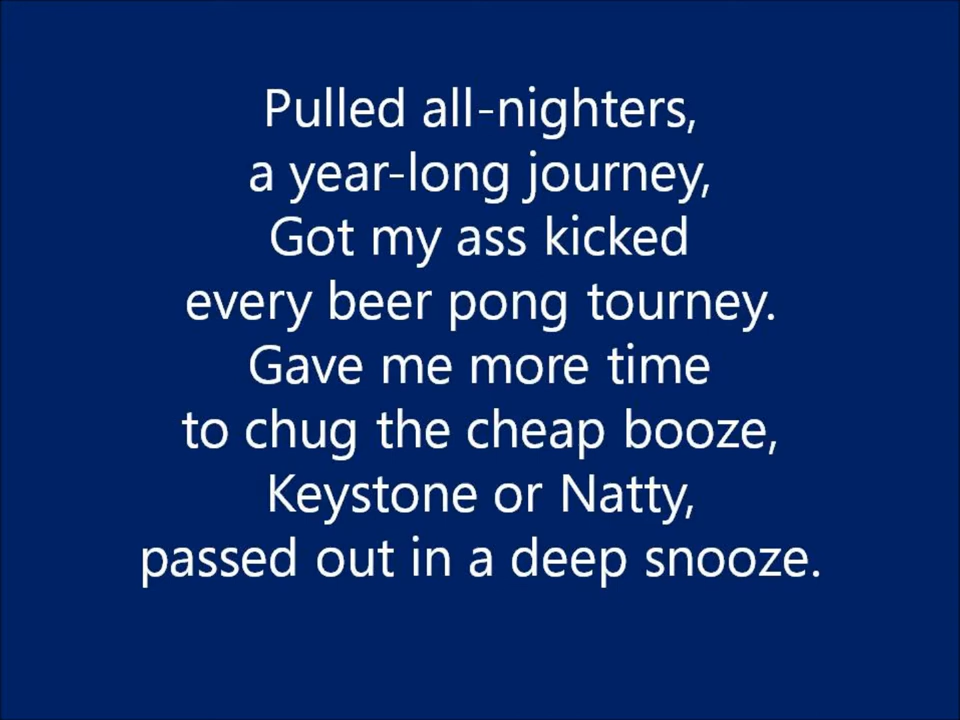 Pulled all-nighters,
a year-long journey,
Got my ass kicked
every beer pong tourney.
Gave me more time
to chug the cheap booze,
Keystone or Natty,
passed out in a deep snooze.